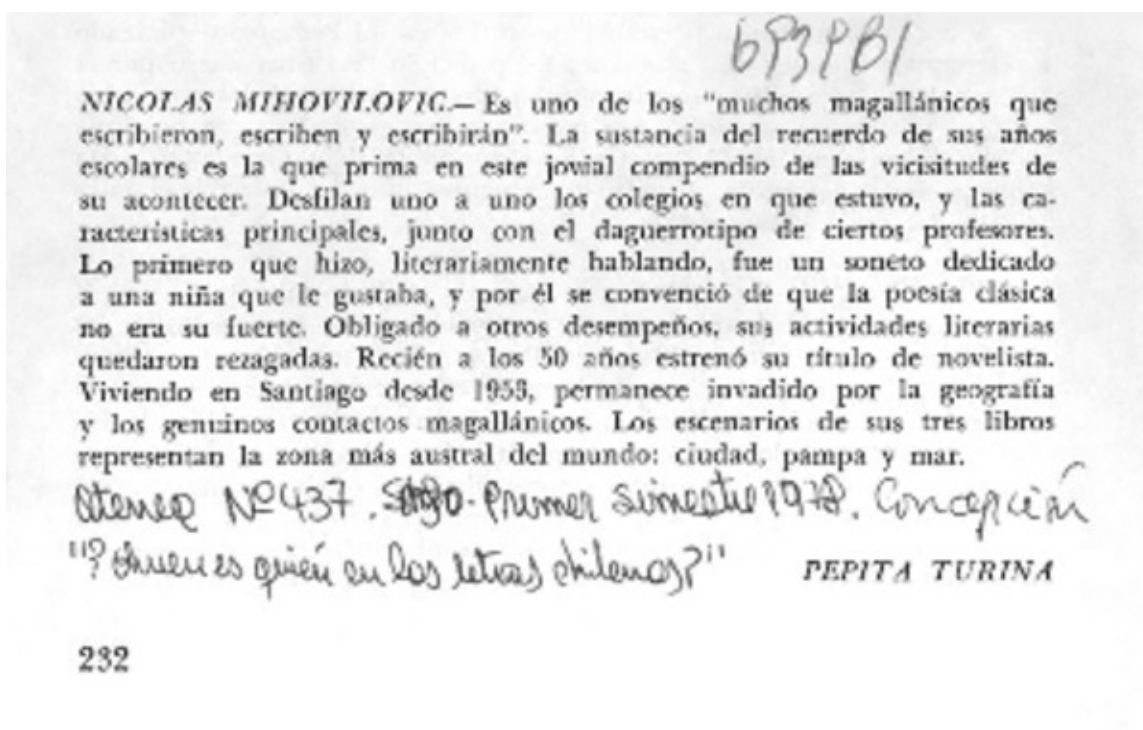 693981
NICOLAS MIHOVILOVIC.— Es uno de los "muchos magallánicos que
escribieron, escriben y escribirán". La sustancia del recuerdo de sus años
escolares es la que prima en este jovial compendio de las vicisitudes de
su acontecer. Desfilan uno a uno los colegios en que estuvo, y las ca-
racterísticas principales, junto con el daguerrotipo de ciertos profesores.
Lo primero que hizo, literariamente hablando, fue un soneto dedicado
a una niña que le gustaba, y por él se convenció de que la poesía clásica
no era su fuerte. Obligado a otros desempeños, sus actividades literarias
quedaron rezagadas. Recién a los 50 años estrenó su título de novelista.
Viviendo en Santiago desde 1953, permanece invadido por la geografía
y los genuinos contactos magallánicos. Los escenarios de sus tres libros
representan la zona más austral del mundo: ciudad, pampa y mar.
Atenea Nº 437. Primer semestre 1978. Concepción
"? Quien es quién en las letras chilenas?" PEPITA TURINA
232